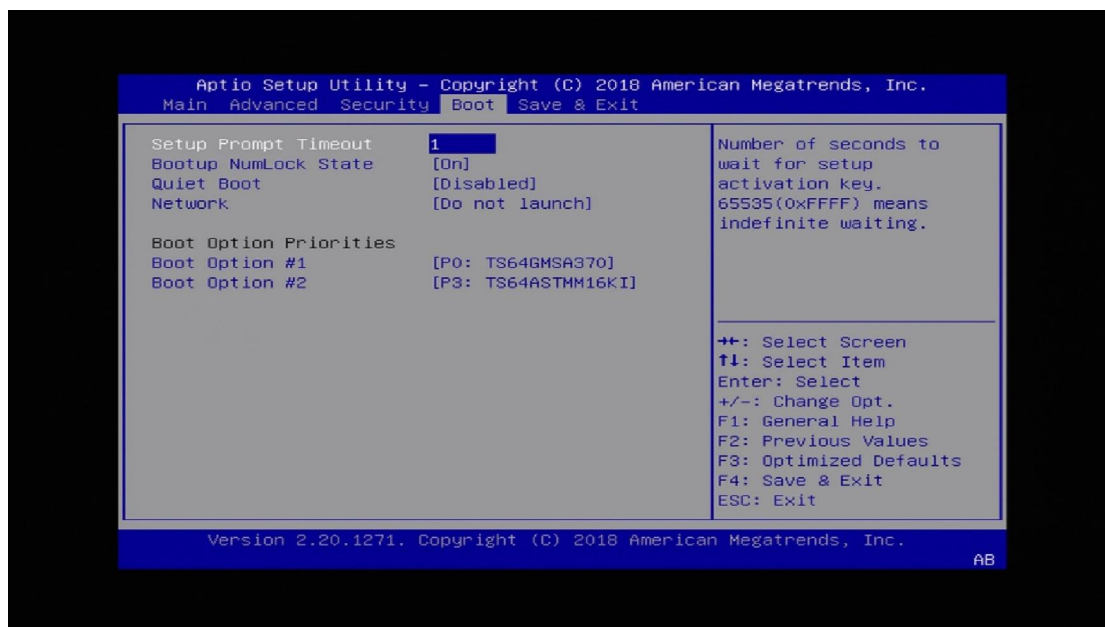 Aptio Setup Utility – Copyright (C) 2018 American Megatrends, Inc.
Main Advanced Security Boot Save & Exit
Setup Prompt Timeout 1
Bootup NumLock State [On]
Quiet Boot [Disabled]
Network [Do not launch]
Boot Option Priorities
Boot Option #1 [P0: TS64GMSA370]
Boot Option #2 [P3: TS64ASTMM16KI]
Number of seconds to
wait for setup
activation key.
65535(0xFFFF) means
indefinite waiting.
→←: Select Screen
↑↓: Select Item
Enter: Select
+/-: Change Opt.
F1: General Help
F2: Previous Values
F3: Optimized Defaults
F4: Save & Exit
ESC: Exit
Version 2.20.1271. Copyright (C) 2018 American Megatrends, Inc.
AB